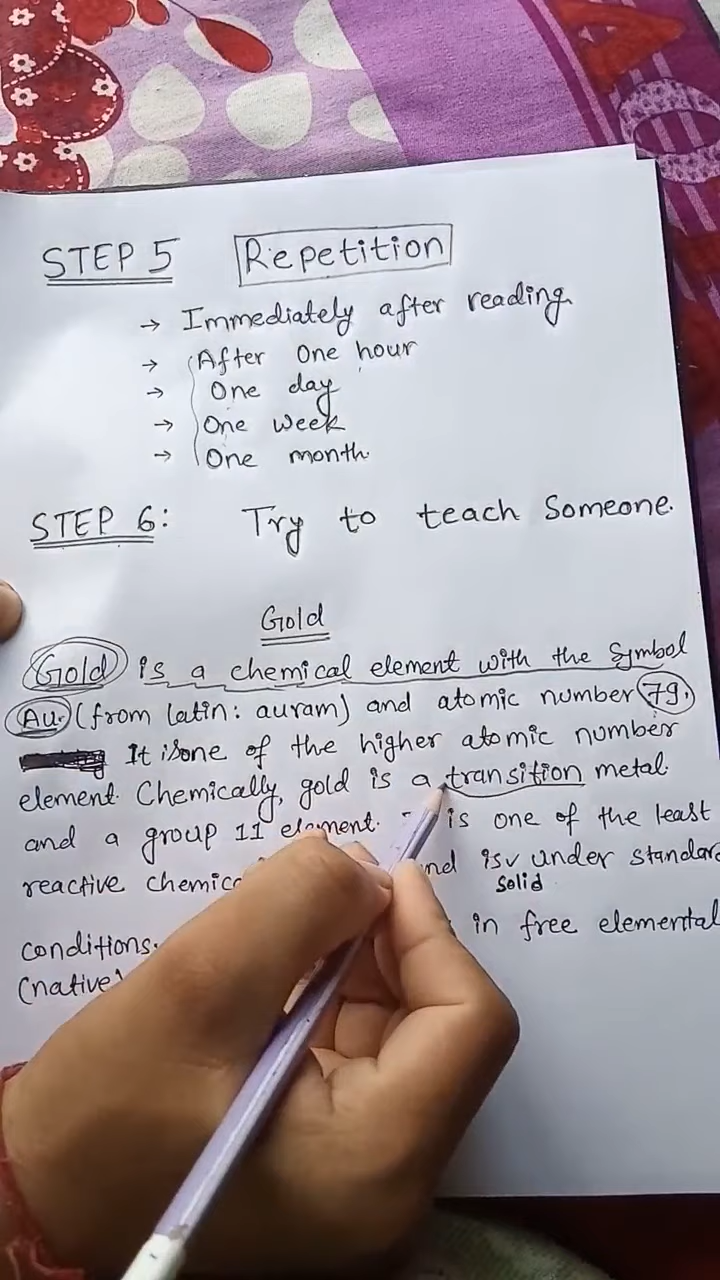 STEP 5 Repetition
→ Immediately after reading.
→ After One hour
→ One day
→ One week
→ One month.
STEP 6: Try to teach Someone.
Gold
Gold is a chemical element with the Symbol
Au. (from latin: auram) and atomic number 79.
It is one of the higher atomic number
element. Chemically, gold is a transition metal.
and a group 11 element. is one of the least
reactive and is ∨ under standard
solid
conditions. in free elemental
(native)